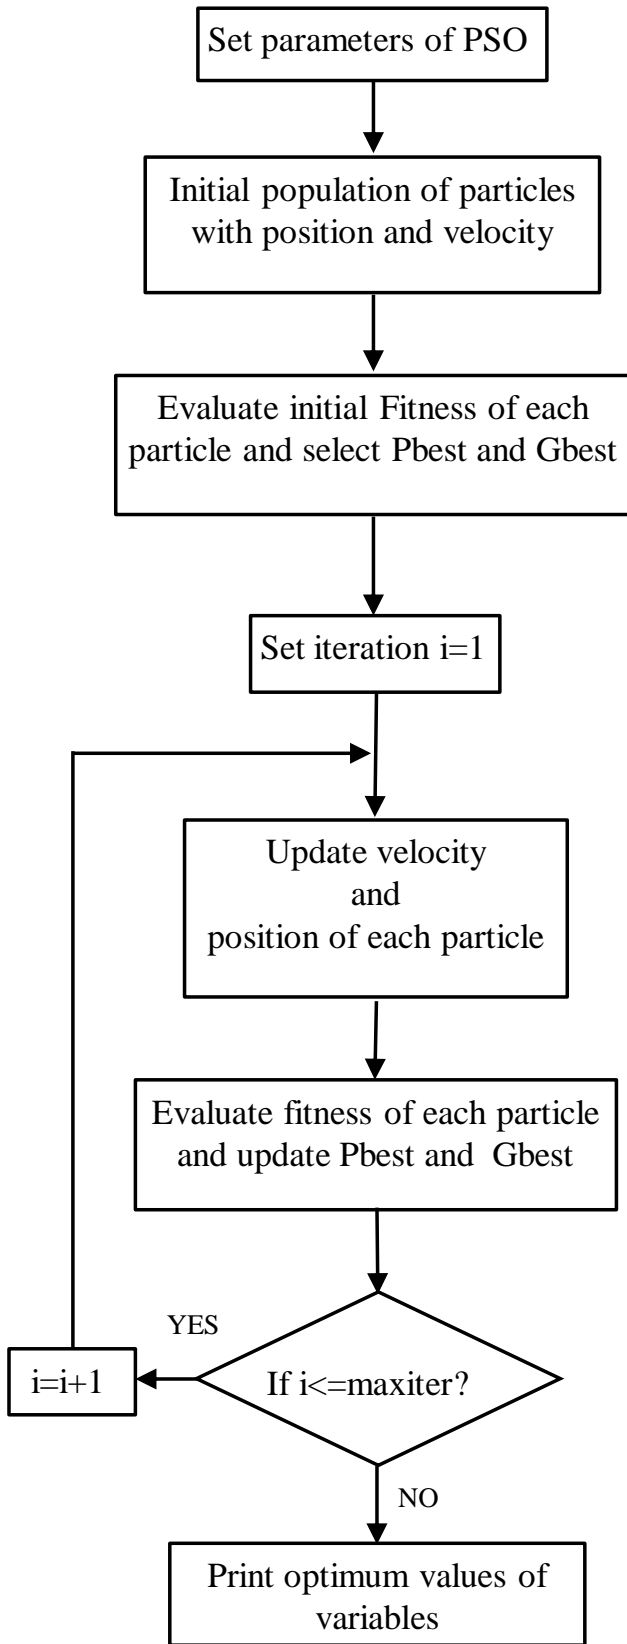 Set parameters of PSO
Initial population of particles
with position and velocity
Evaluate initial Fitness of each
particle and select Pbest and Gbest
Set iteration i=1
Update velocity
and
position of each particle
Evaluate fitness of each particle
and update Pbest and Gbest
YES
i=i+1
If i<=maxiter?
NO
Print optimum values of
variables